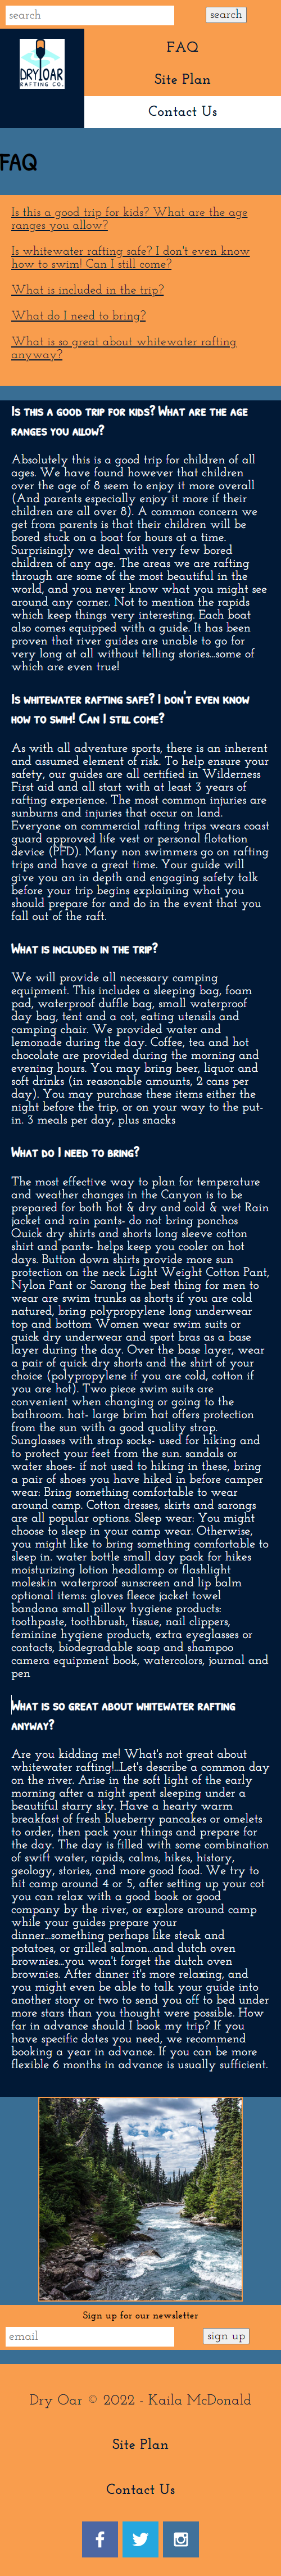 search
search
DRY OAR
RAFTING CO.
FAQ
Site Plan
Contact Us
FAQ
Is this a good trip for kids? What are the age
ranges you allow?
Is whitewater rafting safe? I don't even know
how to swim! Can I still come?
What is included in the trip?
What do I need to bring?
What is so great about whitewater rafting
anyway?
Is this a good trip for kids? What are the age
ranges you allow?
Absolutely this is a good trip for children of all
ages. We have found however that children
over the age of 8 seem to enjoy it more overall
(And parents especially enjoy it more if their
children are all over 8). A common concern we
get from parents is that their children will be
bored stuck on a boat for hours at a time.
Surprisingly we deal with very few bored
children of any age. The areas we are rafting
through are some of the most beautiful in the
world, and you never know what you might see
around any corner. Not to mention the rapids
which keep things very interesting. Each boat
also comes equipped with a guide. It has been
proven that river guides are unable to go for
very long at all without telling stories...some of
which are even true!
Is whitewater rafting safe? I don't even know
how to swim! Can I still come?
As with all adventure sports, there is an inherent
and assumed element of risk. To help ensure your
safety, our guides are all certified in Wilderness
First aid and all start with at least 3 years of
rafting experience. The most common injuries are
sunburns and injuries that occur on land.
Everyone on commercial rafting trips wears coast
guard approved life vest or personal flotation
device (PFD). Many non swimmers go on rafting
trips and have a great time. Your guide will
give you an in depth and engaging safety talk
before your trip begins explaining what you
should prepare for and do in the event that you
fall out of the raft.
What is included in the trip?
We will provide all necessary camping
equipment. This includes a sleeping bag, foam
pad, waterproof duffle bag, small waterproof
day bag, tent and a cot, eating utensils and
camping chair. We provided water and
lemonade during the day. Coffee, tea and hot
chocolate are provided during the morning and
evening hours. You may bring beer, liquor and
soft drinks (in reasonable amounts, 2 cans per
day). You may purchase these items either the
night before the trip, or on your way to the put-
in. 3 meals per day, plus snacks
What do I need to bring?
The most effective way to plan for temperature
and weather changes in the Canyon is to be
prepared for both hot & dry and cold & wet Rain
jacket and rain pants- do not bring ponchos
Quick dry shirts and shorts long sleeve cotton
shirt and pants- helps keep you cooler on hot
days. Button down shirts provide more sun
protection on the neck Light Weight Cotton Pant,
Nylon Pant or Sarong the best thing for men to
wear are swim trunks as shorts if you are cold
natured, bring polypropylene long underwear
top and bottom Women wear swim suits or
quick dry underwear and sport bras as a base
layer during the day. Over the base layer, wear
a pair of quick dry shorts and the shirt of your
choice (polypropylene if you are cold, cotton if
you are hot). Two piece swim suits are
convenient when changing or going to the
bathroom. hat- large brim hat offers protection
from the sun with a good quality strap.
Sunglasses with strap socks- used for hiking and
to protect your feet from the sun. sandals or
water shoes- if not used to hiking in these, bring
a pair of shoes you have hiked in before camper
wear: Bring something comfortable to wear
around camp. Cotton dresses, skirts and sarongs
are all popular options. Sleep wear: You might
choose to sleep in your camp wear. Otherwise,
you might like to bring something comfortable to
sleep in. water bottle small day pack for hikes
moisturizing lotion headlamp or flashlight
moleskin waterproof sunscreen and lip balm
optional items: gloves fleece jacket towel
bandana small pillow hygiene products:
toothpaste, toothbrush, tissue, nail clippers,
feminine hygiene products, extra eyeglasses or
contacts, biodegradable soap and shampoo
camera equipment book, watercolors, journal and
pen
What is so great about whitewater rafting
anyway?
Are you kidding me! What's not great about
whitewater rafting!...Let's describe a common day
on the river. Arise in the soft light of the early
morning after a night spent sleeping under a
beautiful starry sky. Have a hearty warm
breakfast of fresh blueberry pancakes or omelets
to order, then pack your things and prepare for
the day. The day is filled with some combination
of swift water, rapids, calms, hikes, history,
geology, stories, and more good food. We try to
hit camp around 4 or 5, after setting up your cot
you can relax with a good book or good
company by the river, or explore around camp
while your guides prepare your
dinner...something perhaps like steak and
potatoes, or grilled salmon...and dutch oven
brownies...you won't forget the dutch oven
brownies. After dinner it's more relaxing, and
you might even be able to talk your guide into
another story or two to send you off to bed under
more stars than you thought were possible. How
far in advance should I book my trip? If you
have specific dates you need, we recommend
booking a year in advance. If you can be more
flexible 6 months in advance is usually sufficient.
Sign up for our newsletter
email
sign up
Dry Oar © 2022 - Kaila McDonald
Site Plan
Contact Us